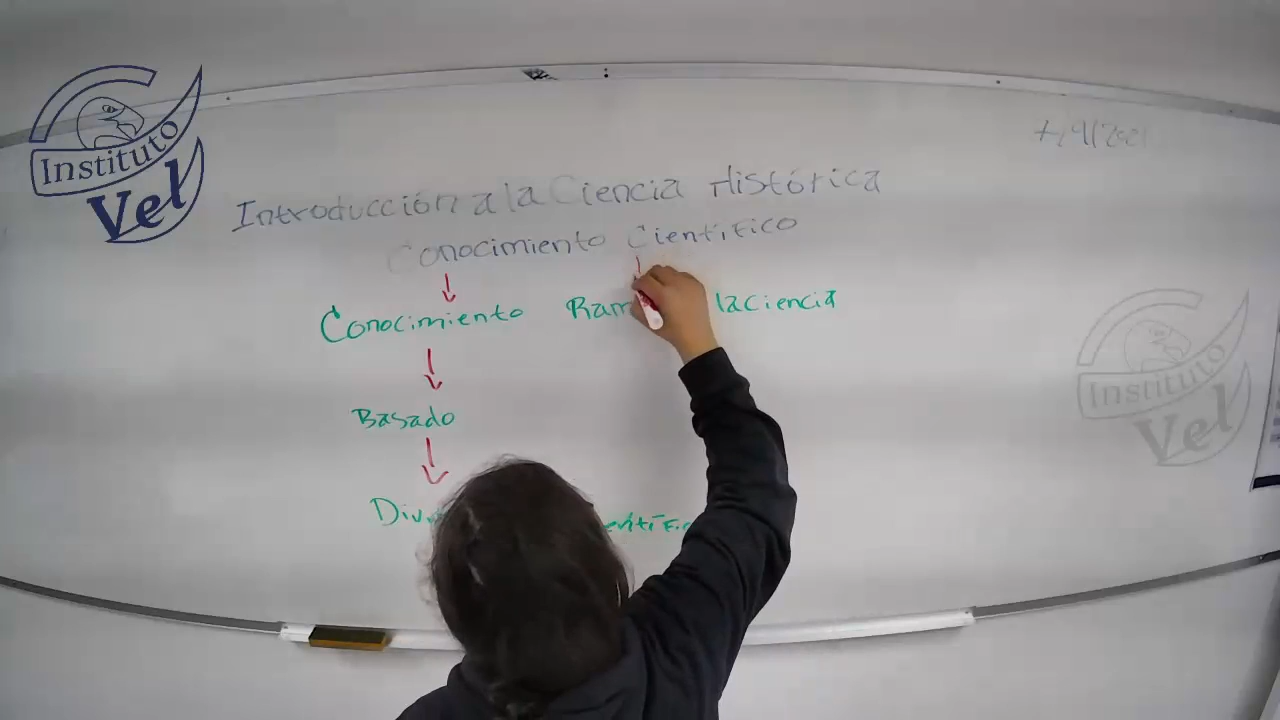 Instituto
Vel
Introducción a la Ciencia Histórica
Conocimiento Científico
Conocimiento
la Ciencia
Basado
Instituto
Vel